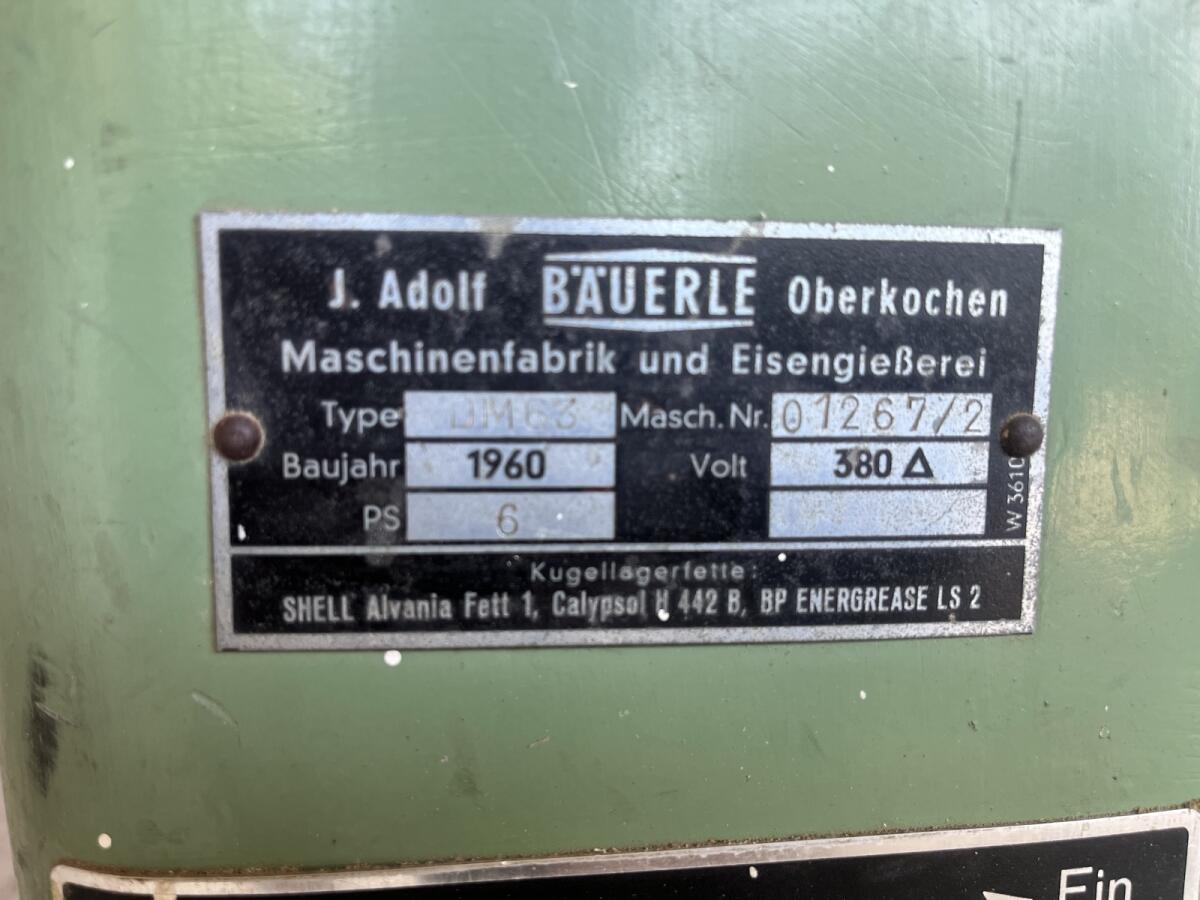 J. Adolf BÄUERLE Oberkochen
Maschinenfabrik und Eisengießerei
Type DM63 Masch. Nr. 01267/2
Baujahr 1960 Volt 380 Δ
PS 6
W 3610
Kugellagerfette:
SHELL Alvania Fett 1, Calypsol H 442 B, BP ENERGREASE LS 2
Ein